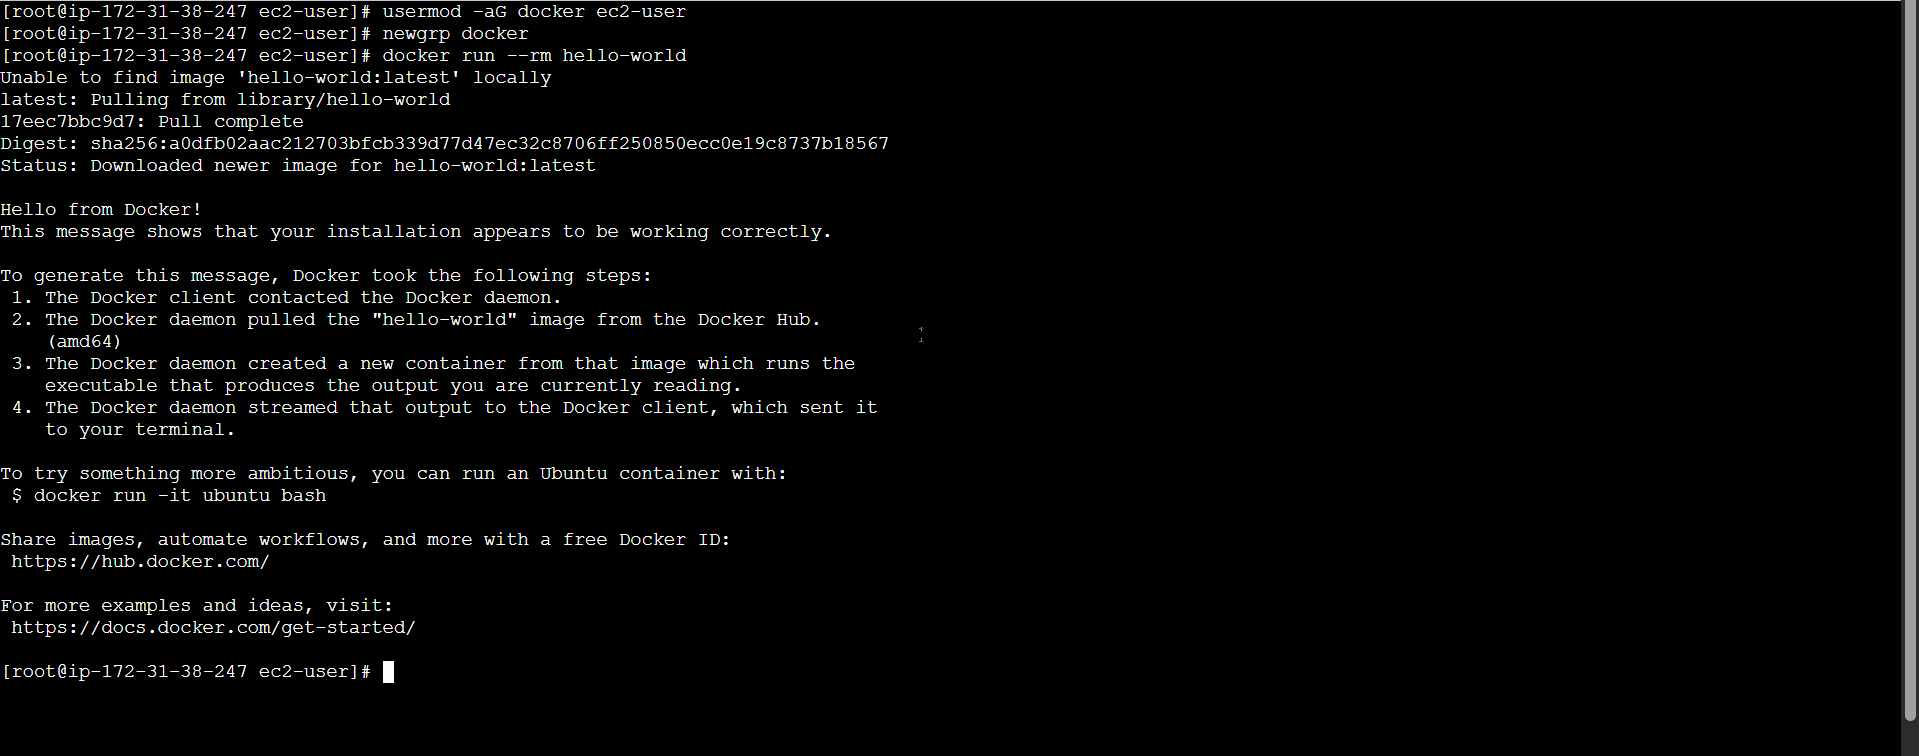 [root@ip-172-31-38-247 ec2-user]# usermod -aG docker ec2-user
[root@ip-172-31-38-247 ec2-user]# newgrp docker
[root@ip-172-31-38-247 ec2-user]# docker run --rm hello-world
Unable to find image 'hello-world:latest' locally
latest: Pulling from library/hello-world
17eec7bbc9d7: Pull complete
Digest: sha256:a0dfb02aac212703bfcb339d77d47ec32c8706ff250850ecc0e19c8737b18567
Status: Downloaded newer image for hello-world:latest

Hello from Docker!
This message shows that your installation appears to be working correctly.

To generate this message, Docker took the following steps:
 1. The Docker client contacted the Docker daemon.
 2. The Docker daemon pulled the "hello-world" image from the Docker Hub.
    (amd64)
 3. The Docker daemon created a new container from that image which runs the
    executable that produces the output you are currently reading.
 4. The Docker daemon streamed that output to the Docker client, which sent it
    to your terminal.

To try something more ambitious, you can run an Ubuntu container with:
 $ docker run -it ubuntu bash

Share images, automate workflows, and more with a free Docker ID:
 https://hub.docker.com/

For more examples and ideas, visit:
 https://docs.docker.com/get-started/

[root@ip-172-31-38-247 ec2-user]#